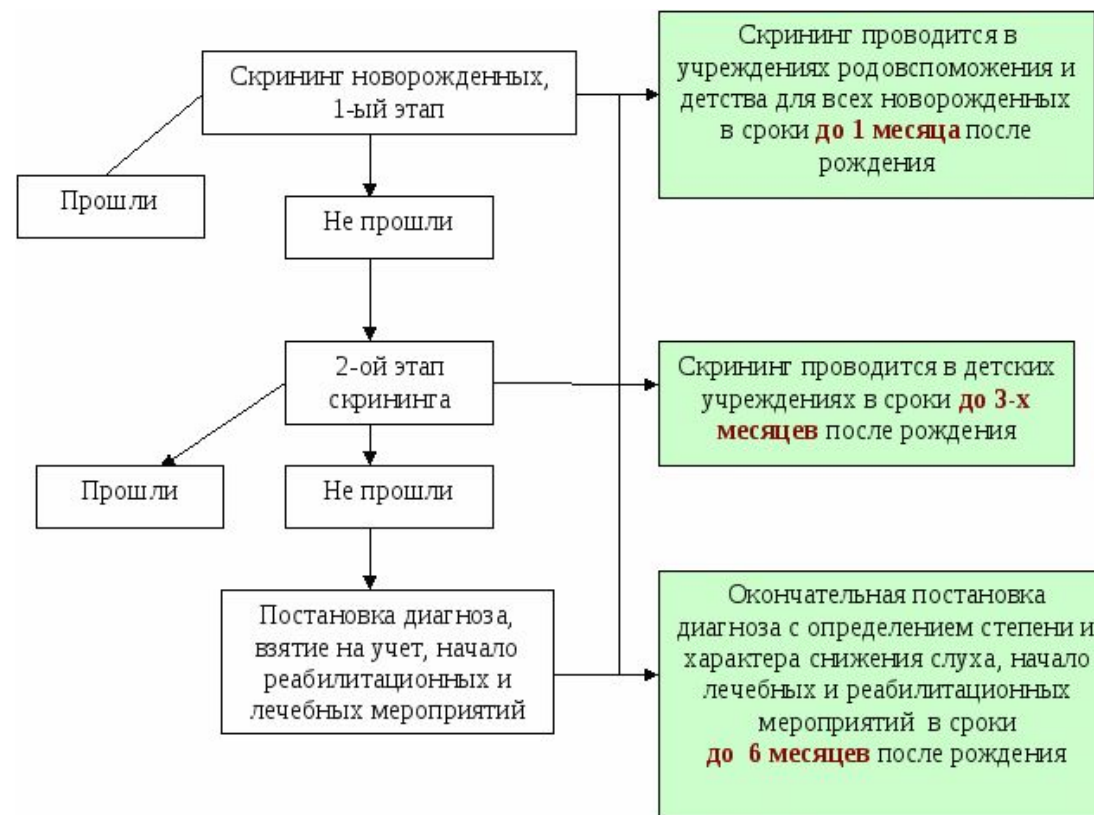 Скрининг новорожденных,
1-ый этап
Скрининг проводится в
учреждениях родовспоможения и
детства для всех новорожденных
в сроки до 1 месяца после
рождения
Прошли
Не прошли
2-ой этап
скрининга
Скрининг проводится в детских
учреждениях в сроки до 3-х
месяцев после рождения
Прошли
Не прошли
Постановка диагноза,
взятие на учет, начало
реабилитационных и
лечебных мероприятий
Окончательная постановка
диагноза с определением степени и
характера снижения слуха, начало
лечебных и реабилитационных
мероприятий в сроки
до 6 месяцев после рождения